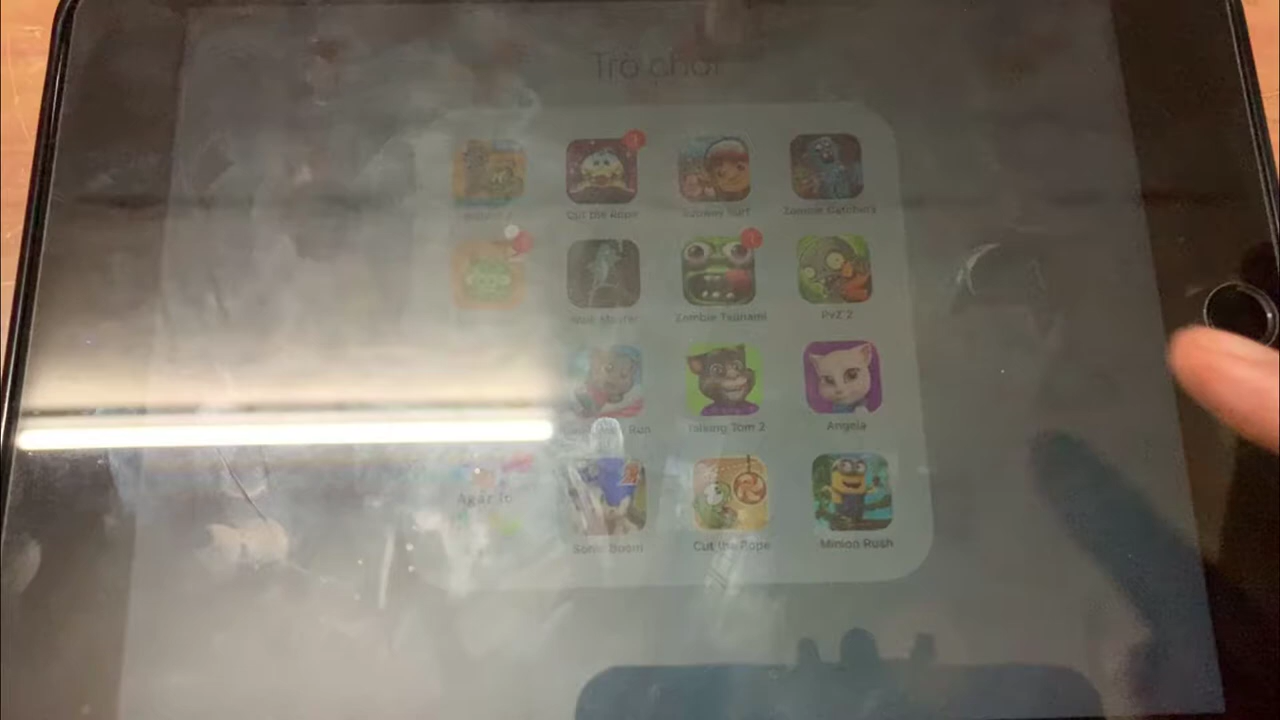 Trò chơi
Cut the Rope
Subway Surf
Zombie Catchers
Zombie Tsunami
PvZ 2
Run
Talking Tom 2
Angela
Agar.io
Sonic Boom
Cut the Rope
Minion Rush